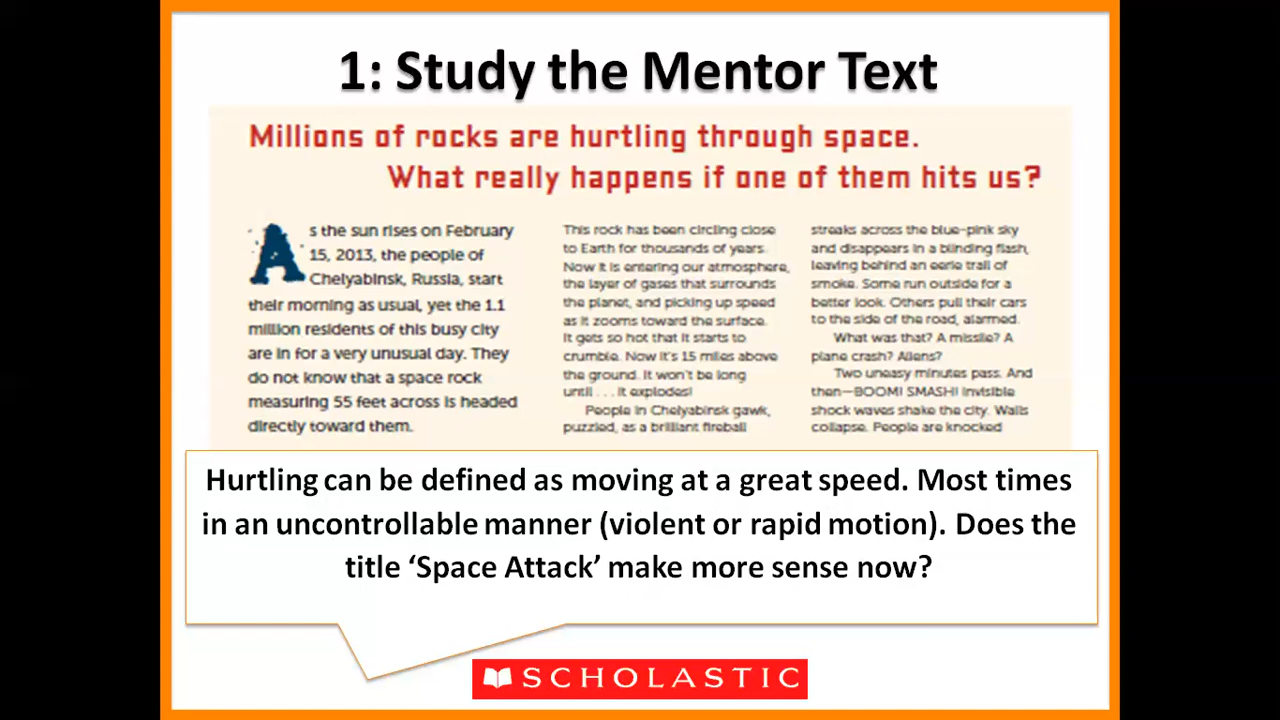 1: Study the Mentor Text
Millions of rocks are hurtling through space.
What really happens if one of them hits us?
As the sun rises on February
15, 2013, the people of
Chelyabinsk, Russia, start
their morning as usual, yet the 1.1
million residents of this busy city
are in for a very unusual day. They
do not know that a space rock
measuring 55 feet across is headed
directly toward them.
This rock has been circling close
to Earth for thousands of years.
Now it is entering our atmosphere,
the layer of gases that surrounds
the planet, and picking up speed
as it zooms toward the surface.
It gets so hot that it starts to
crumble. Now it's 15 miles above
the ground. It won't be long
until . . . it explodes!
People in Chelyabinsk gawk,
puzzled, as a brilliant fireball
streaks across the blue-pink sky
and disappears in a blinding flash,
leaving behind an eerie trail of
smoke. Some run outside for a
better look. Others pull their cars
to the side of the road, alarmed.
What was that? A missile? A
plane crash? Aliens?
Two uneasy minutes pass. And
then—BOOM! SMASH! Invisible
shock waves shake the city. Walls
collapse. People are knocked
Hurtling can be defined as moving at a great speed. Most times
in an uncontrollable manner (violent or rapid motion). Does the
title ‘Space Attack’ make more sense now?
SCHOLASTIC